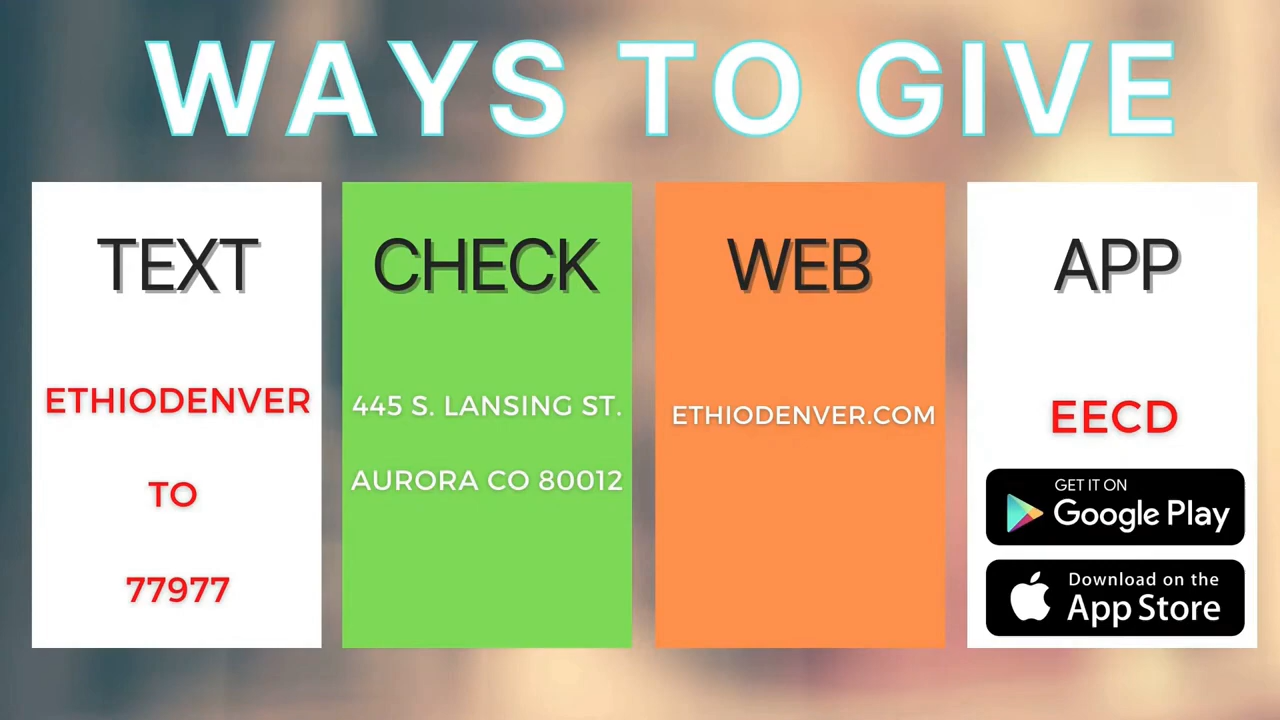 WAYS TO GIVE
TEXT
ETHIODENVER
TO
77977
CHECK
445 S. LANSING ST.
AURORA CO 80012
WEB
ETHIODENVER.COM
APP
EECD
GET IT ON
Google Play
Download on the
App Store